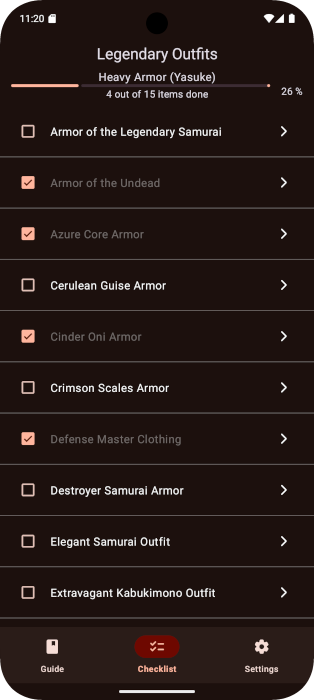 11:20
Legendary Outfits
Heavy Armor (Yasuke)
4 out of 15 items done
26 %
Armor of the Legendary Samurai
Armor of the Undead
Azure Core Armor
Cerulean Guise Armor
Cinder Oni Armor
Crimson Scales Armor
Defense Master Clothing
Destroyer Samurai Armor
Elegant Samurai Outfit
Extravagant Kabukimono Outfit
Guide
Checklist
Settings